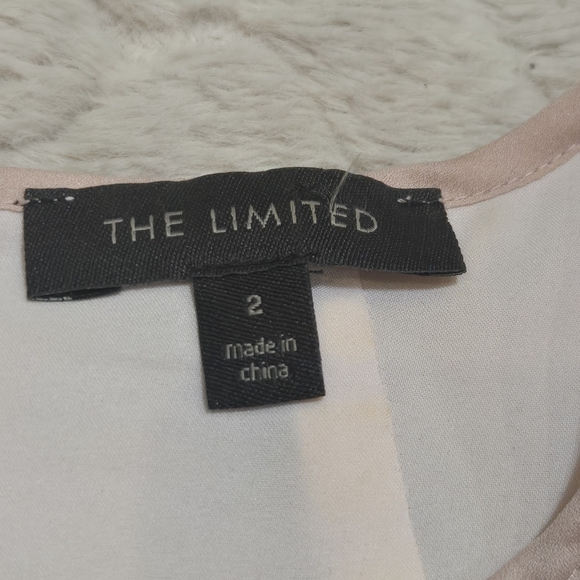 THE LIMITED
2
made in
china